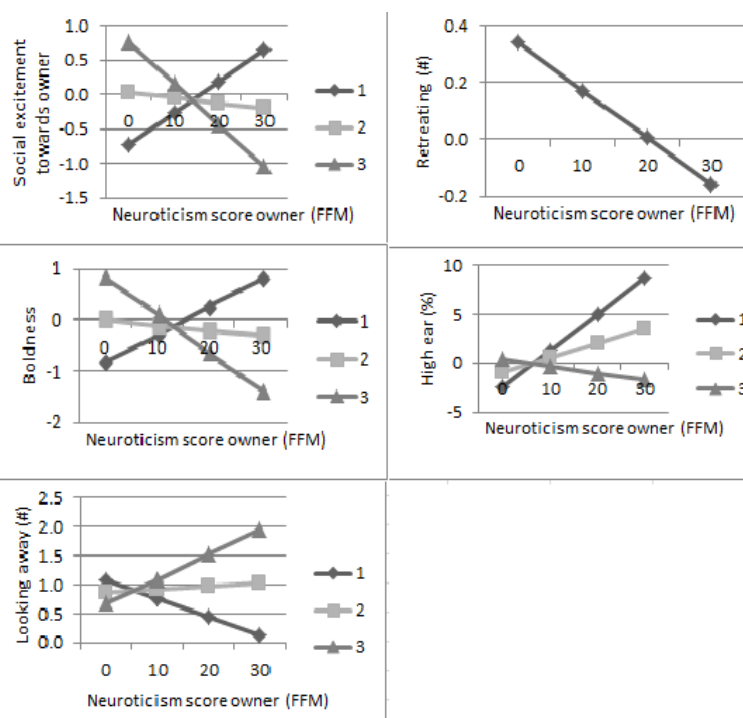 Social excitement
towards owner
1.0
0.5
0.0
-0.5
-1.0
-1.5
0 10 20 30
1
2
3
Neuroticism score owner (FFM)
Retreating (#)
0.4
0.2
0.0
-0.2
0 10 20 30
Neuroticism score owner (FFM)
Boldness
1
0
-1
-2
0 10 20 30
1
2
3
Neuroticism score owner (FFM)
High ear (%)
10
5
0
-5
0 10 20 30
1
2
3
Neuroticism score owner (FFM)
Looking away (#)
2.5
2.0
1.5
1.0
0.5
0.0
0 10 20 30
1
2
3
Neuroticism score owner (FFM)